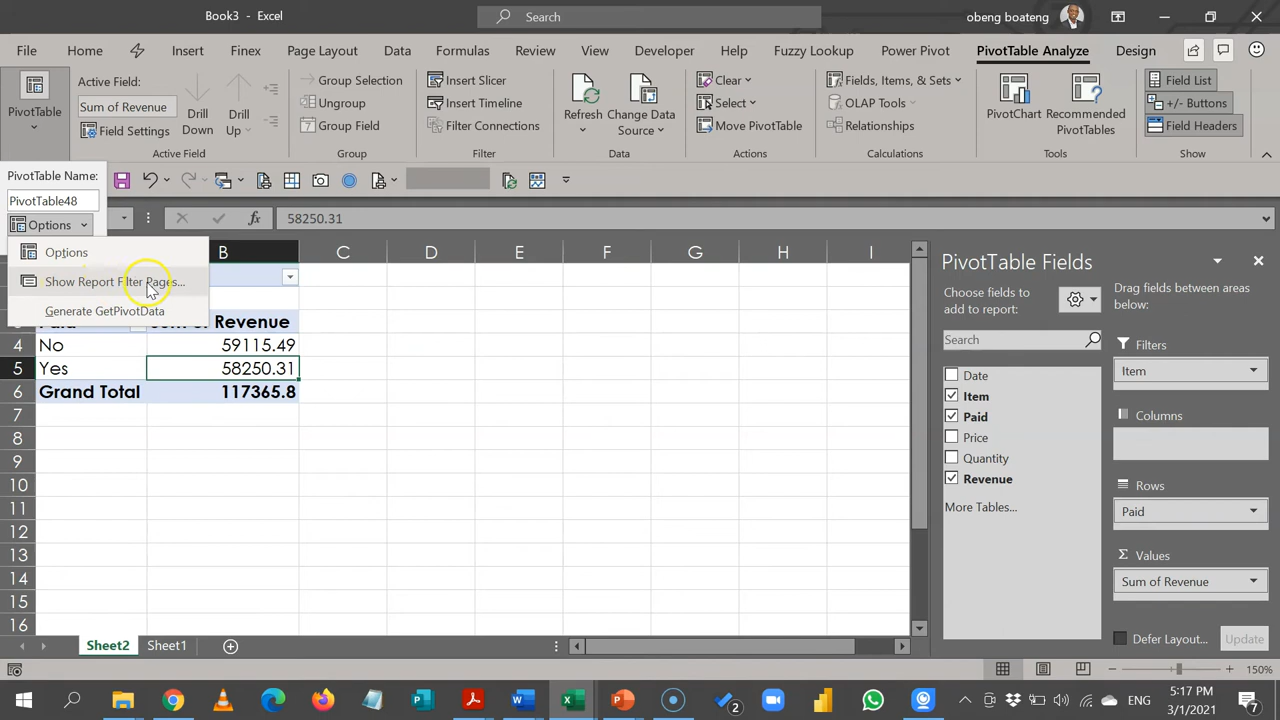 Book3 - Excel
Search
obeng boateng
File
Home
Insert
Finex
Page Layout
Data
Formulas
Review
View
Developer
Help
Fuzzy Lookup
Power Pivot
PivotTable Analyze
Design
PivotTable
Active Field:
Sum of Revenue
Field Settings
Drill Down
Drill Up
Active Field
Group Selection
Ungroup
Group Field
Group
Insert Slicer
Insert Timeline
Filter Connections
Filter
Refresh
Change Data Source
Data
Clear
Select
Move PivotTable
Actions
Fields, Items, & Sets
OLAP Tools
Relationships
Calculations
PivotChart
Recommended PivotTables
Tools
Field List
+/- Buttons
Field Headers
Show
PivotTable Name:
PivotTable48
Options
fx
58250.31
Options
Show Report Filter Pages...
Generate GetPivotData
B C D E F G H I
Revenue
4 No 59115.49
5 Yes 58250.31
6 Grand Total 117365.8
7
8
9
10
11
12
13
14
15
16
PivotTable Fields
Choose fields to add to report:
Search
Date
Item
Paid
Price
Quantity
Revenue
More Tables...
Drag fields between areas below:
Filters
Item
Columns
Rows
Paid
Σ Values
Sum of Revenue
Defer Layout...
Update
Sheet2
Sheet1
150%
2
ENG
5:17 PM
3/1/2021
7